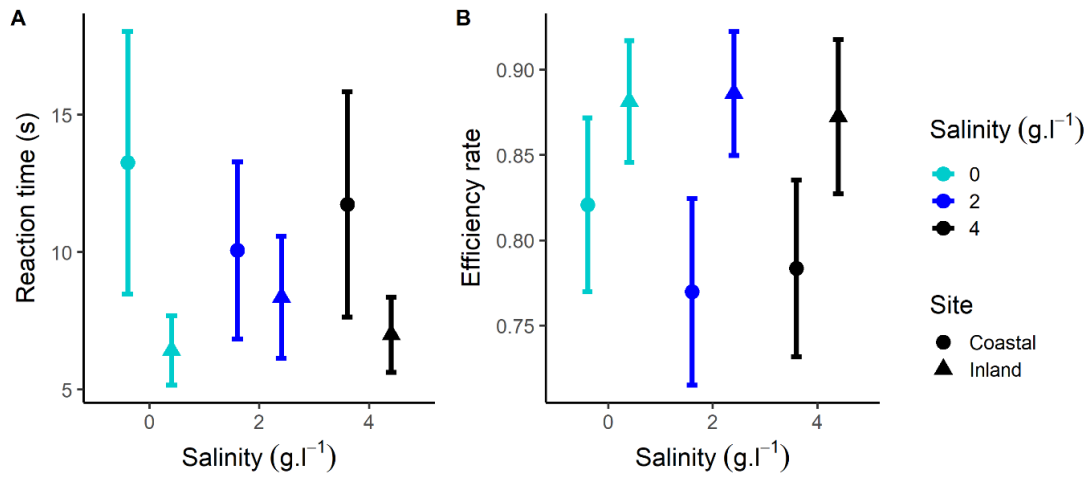 A
Reaction time (s)
15
10
5
0
2
4
Salinity (g.l⁻¹)
B
Efficiency rate
0.90
0.85
0.80
0.75
0
2
4
Salinity (g.l⁻¹)
Salinity (g.l⁻¹)
0
2
4
Site
Coastal
Inland